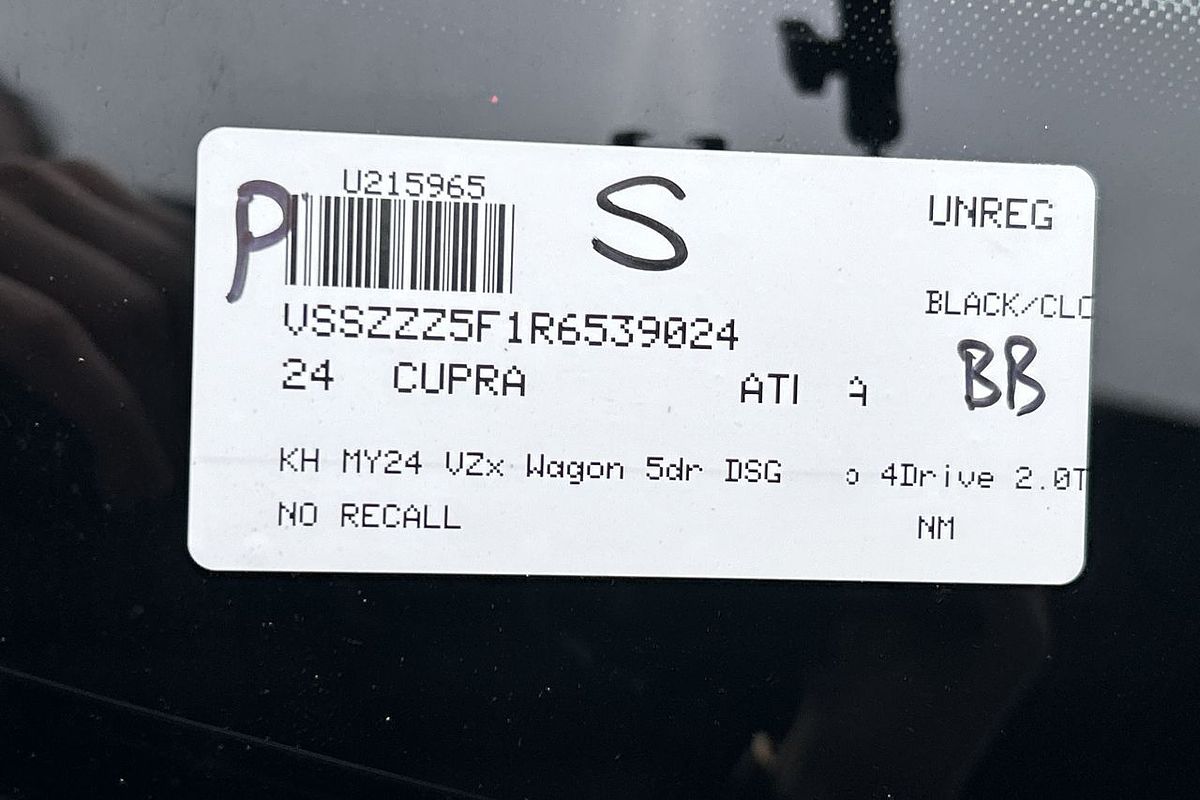 U215965
P
S
UNREG
BLACK/CLO
VSSZZZ5F1R6539024
BB
24 CUPRA ATI
KH MY24 VZx Wagon 5dr DSG 4Drive 2.0T
NO RECALL NM